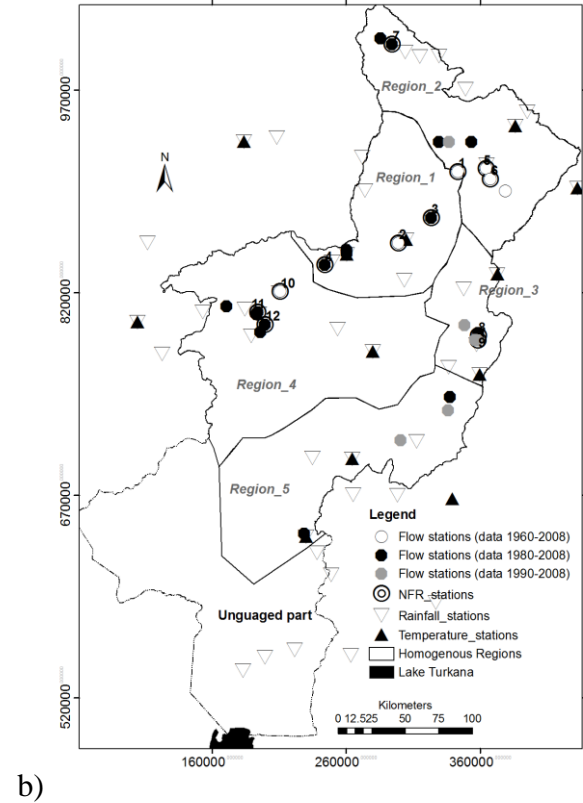 7
970000
Region_2
N
1
5
6
Region_1
3
2
4
10
820000
Region_3
11
12
8
9
Region_4
670000
Region_5
Legend
Flow stations (data 1960-2008)
Flow stations (data 1980-2008)
Flow stations (data 1990-2008)
NFR_stations
Rainfall_stations
Temperature_stations
Homogenous Regions
Lake Turkana
Unguaged part
520000
Kilometers
0 12.525 50 75 100
160000 260000 360000
b)